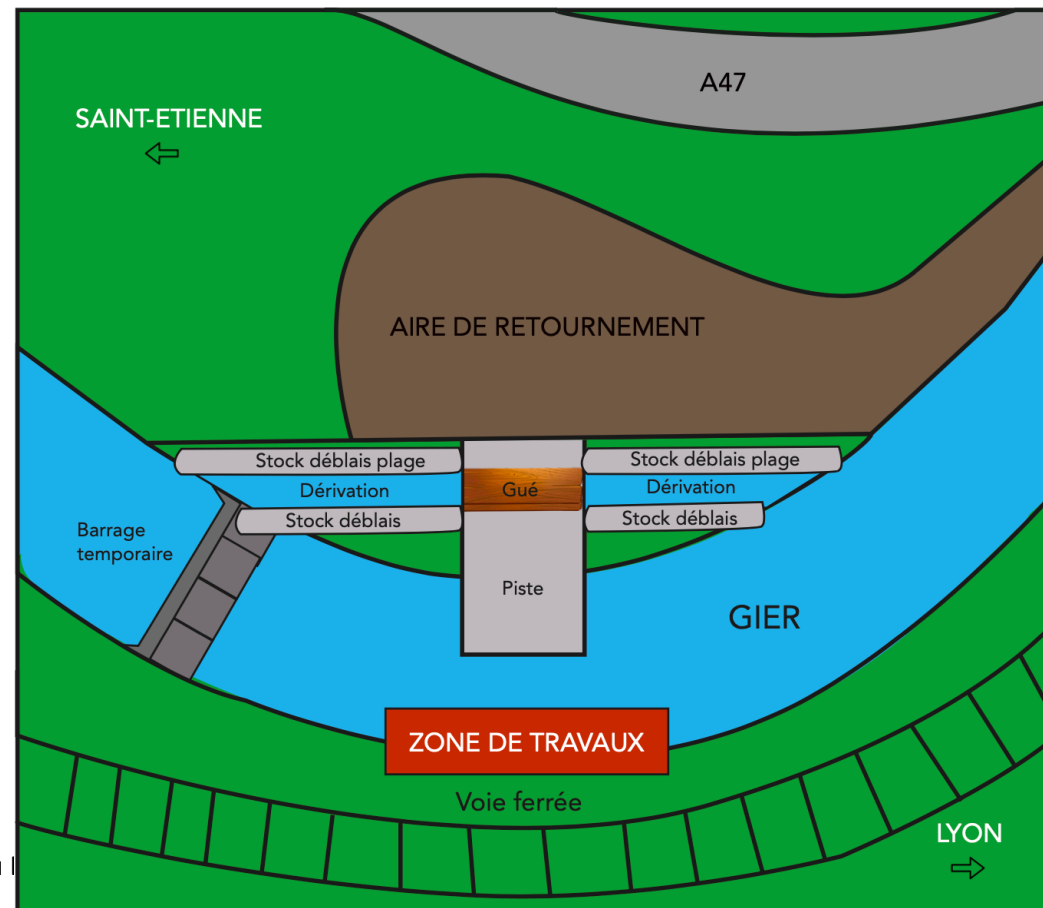 A47
SAINT-ETIENNE
AIRE DE RETOURNEMENT
Stock déblais plage
Stock déblais plage
Dérivation
Gué
Dérivation
Stock déblais
Stock déblais
Barrage
temporaire
Piste
GIER
ZONE DE TRAVAUX
Voie ferrée
LYON